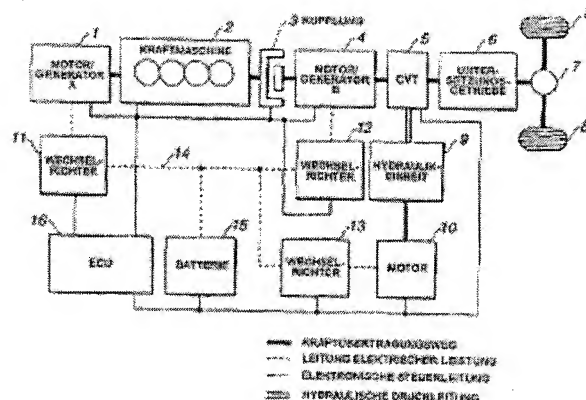 1
2
3 KUPPLUNG
4
5
6
8
MOTOR/
GENERATOR
A
KRAFTMASCHINE
MOTOR/
GENERATOR
B
CVT
UNTER-
SETZUNGS-
GETRIEBE
7
8
11
WECHSEL-
RICHTER
14
12
WECHSEL-
RICHTER
9
HYDRAULIK-
EINHEIT
16
ECU
15
BATTERIE
13
WECHSEL-
RICHTER
10
MOTOR
KRAFTÜBERTRAGUNGSWEG
LEITUNG ELEKTRISCHER LEISTUNG
ELEKTRONISCHE STEUERLEITUNG
HYDRAULISCHE DRUCKLEITUNG